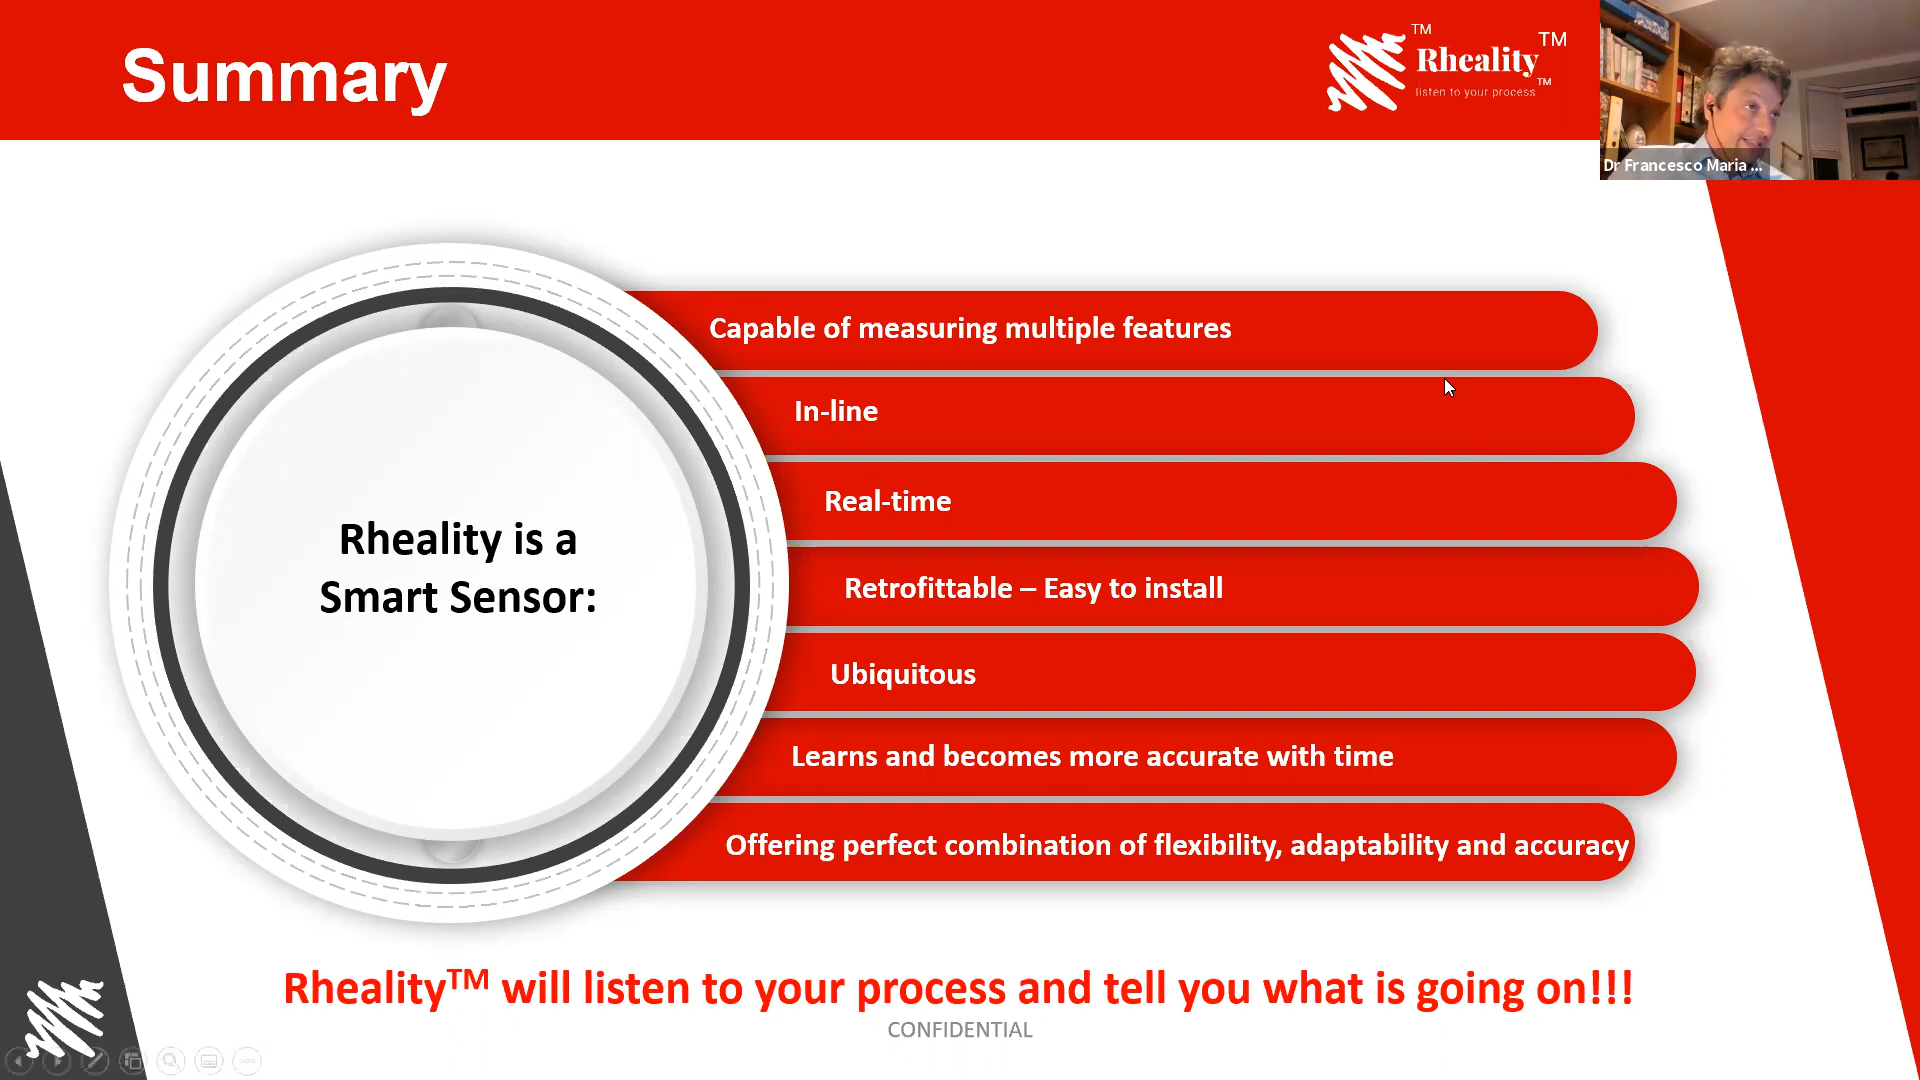 Summary
TM
Rheality TM
listen to your process TM
Dr Francesco Maria ...
Capable of measuring multiple features
In-line
Real-time
Rheality is a
Smart Sensor:
Retrofittable – Easy to install
Ubiquitous
Learns and becomes more accurate with time
Offering perfect combination of flexibility, adaptability and accuracy
RhealityTM will listen to your process and tell you what is going on!!!
CONFIDENTIAL